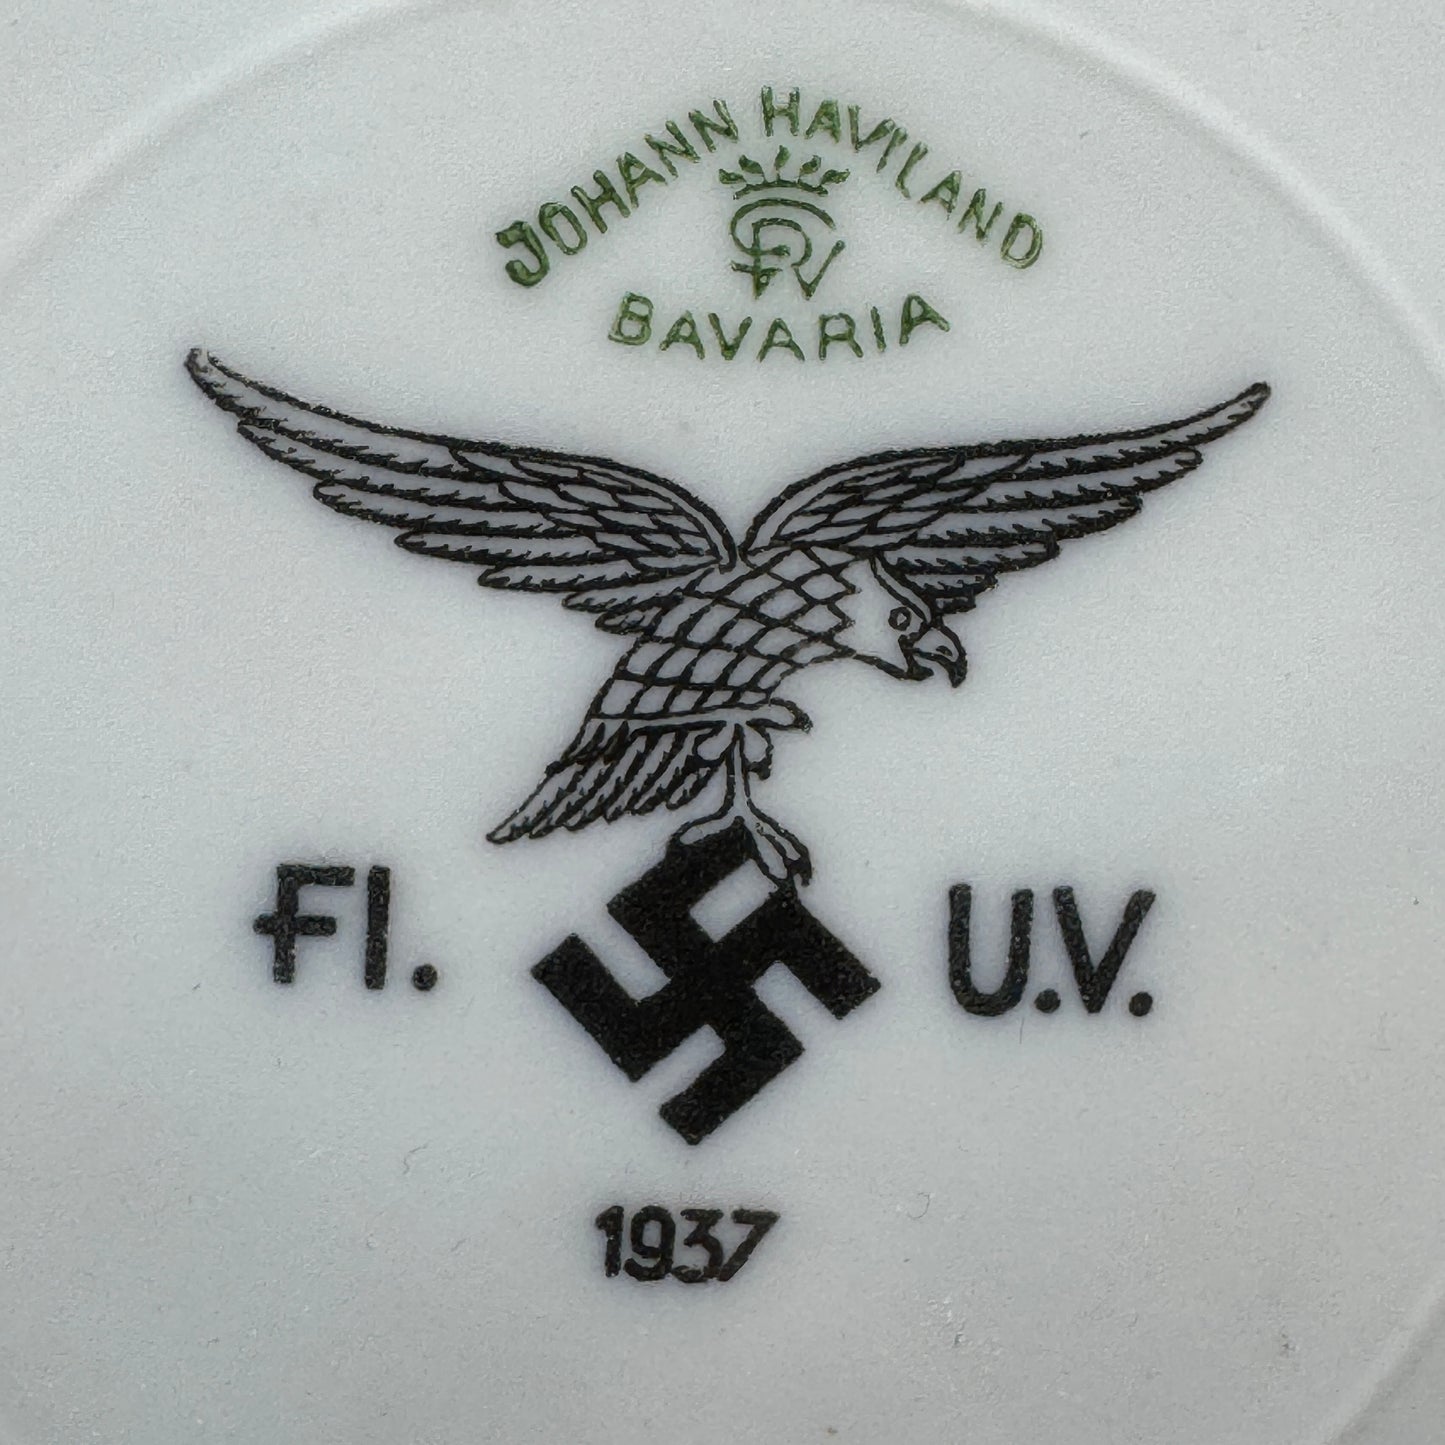 JOHANN HAVILAND
BAVARIA
Fl. U.V.
1937